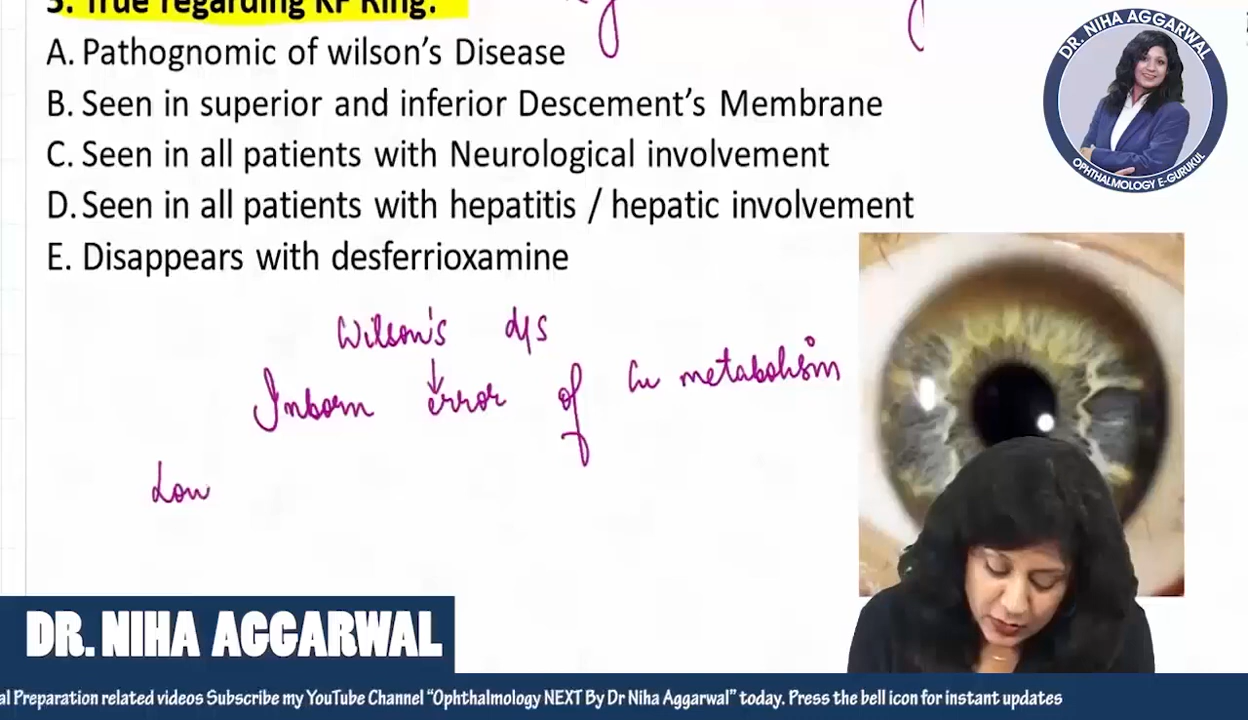 3. True regarding KF Ring:
A. Pathognomic of wilson's Disease
B. Seen in superior and inferior Descement's Membrane
C. Seen in all patients with Neurological involvement
D. Seen in all patients with hepatitis / hepatic involvement
E. Disappears with desferrioxamine
Wilson's d/s
Inborn error of Cu metabolism
Low
DR. NIHA AGGARWAL
OPHTHALMOLOGY E-GURUKUL
DR. NIHA AGGARWAL
al Preparation related videos Subscribe my YouTube Channel “Ophthalmology NEXT By Dr Niha Aggarwal” today. Press the bell icon for instant updates